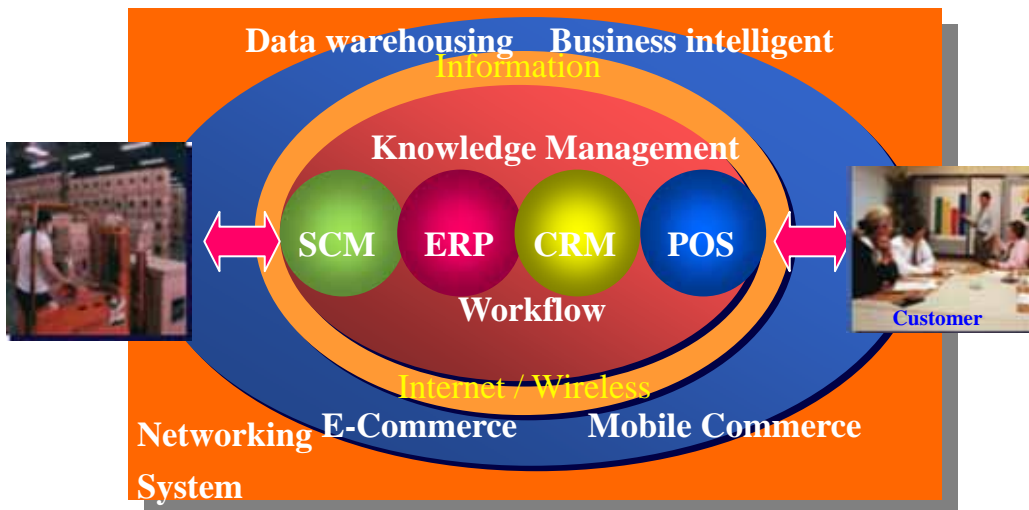 Data warehousing Business intelligent
Information
Knowledge Management
SCM ERP CRM POS
Workflow
Customer
Internet / Wireless
E-Commerce Mobile Commerce
Networking
System